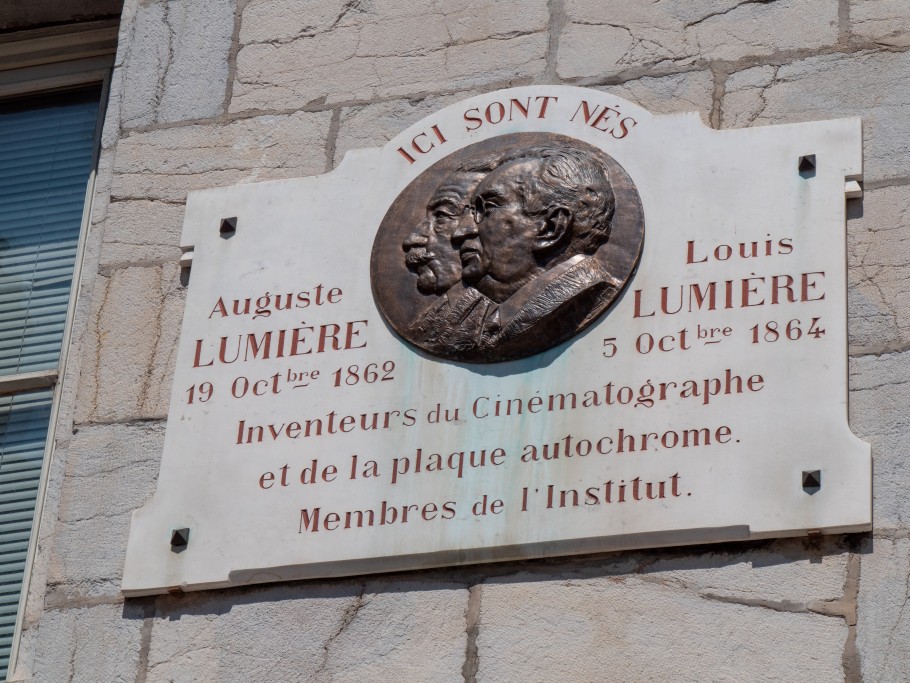 ICI SONT NÉS
Auguste
LUMIÈRE
19 Octbre 1862
Louis
LUMIÈRE
5 Octbre 1864
Inventeurs du Cinématographe
et de la plaque autochrome.
Membres de l'Institut.